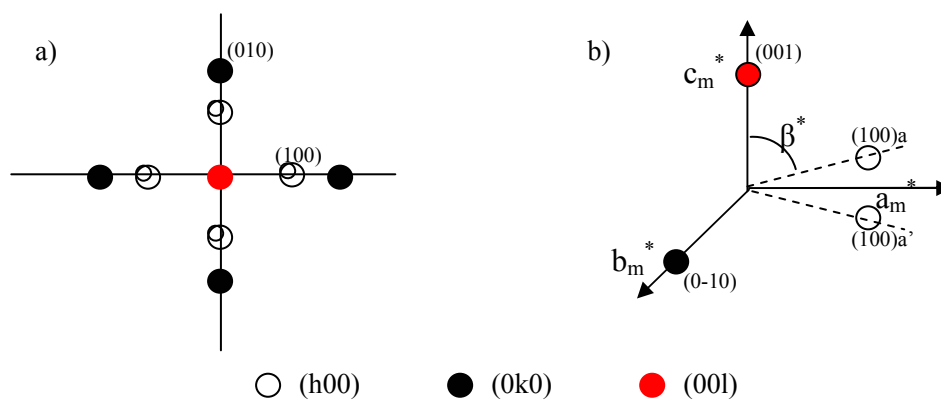 a)
(010)
(100)
b)
c_m^*
(001)
β^*
(100)a
a_m^*
(100)a'
b_m^*
(0-10)
(h00) (0k0) (00l)